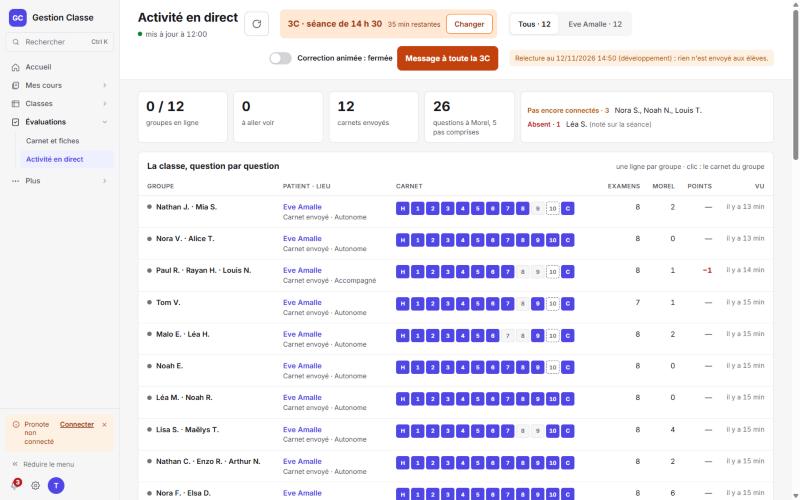 GC Gestion Classe
Rechercher Ctrl K
Accueil
Mes cours
Classes
Évaluations
Carnet et fiches
Activité en direct
Plus
Pronote non connecté Connecter ×
Réduire le menu
3 T
Activité en direct
mis à jour à 12:00
3C · séance de 14 h 30 35 min restantes Changer
Tous · 12 Eve Amalle · 12
Correction animée : fermée
Message à toute la 3C
Relecture au 12/11/2026 14:50 (développement) : rien n'est envoyé aux élèves.
0 / 12
groupes en ligne
0
à aller voir
12
carnets envoyés
26
questions à Morel, 5
pas comprises
Pas encore connectés · 3 Nora S., Noah N., Louis T.
Absent · 1 Léa S. (noté sur la séance)
La classe, question par question
une ligne par groupe · clic : le carnet du groupe
GROUPE PATIENT · LIEU CARNET EXAMENS MOREL POINTS VU
Nathan J. · Mia S. Eve Amalle H 1 2 3 4 5 6 7 8 9 10 C 8 2 — il y a 13 min
Carnet envoyé · Autonome
Nora V. · Alice T. Eve Amalle H 1 2 3 4 5 6 7 8 9 10 C 8 0 — il y a 13 min
Carnet envoyé · Autonome
Paul R. · Rayan H. · Louis N. Eve Amalle H 1 2 3 4 5 6 7 8 9 10 C 8 1 −1 il y a 14 min
Carnet envoyé · Accompagné
Tom V. Eve Amalle H 1 2 3 4 5 6 7 8 9 10 C 7 1 — il y a 15 min
Carnet envoyé · Autonome
Malo E. · Léa H. Eve Amalle H 1 2 3 4 5 6 7 8 9 10 C 8 2 — il y a 15 min
Carnet envoyé · Autonome
Noah E. Eve Amalle H 1 2 3 4 5 6 7 8 9 10 C 8 0 — il y a 15 min
Carnet envoyé · Autonome
Léa M. · Noah R. Eve Amalle H 1 2 3 4 5 6 7 8 9 10 C 8 0 — il y a 15 min
Carnet envoyé · Autonome
Lisa S. · Maëlys T. Eve Amalle H 1 2 3 4 5 6 7 8 9 10 C 8 4 — il y a 15 min
Carnet envoyé · Autonome
Nathan C. · Enzo R. · Arthur N. Eve Amalle H 1 2 3 4 5 6 7 8 9 10 C 8 2 — il y a 15 min
Carnet envoyé · Autonome
Nora F. · Elsa D. Eve Amalle H 1 2 3 4 5 6 7 8 9 10 C 8 6 — il y a 15 min